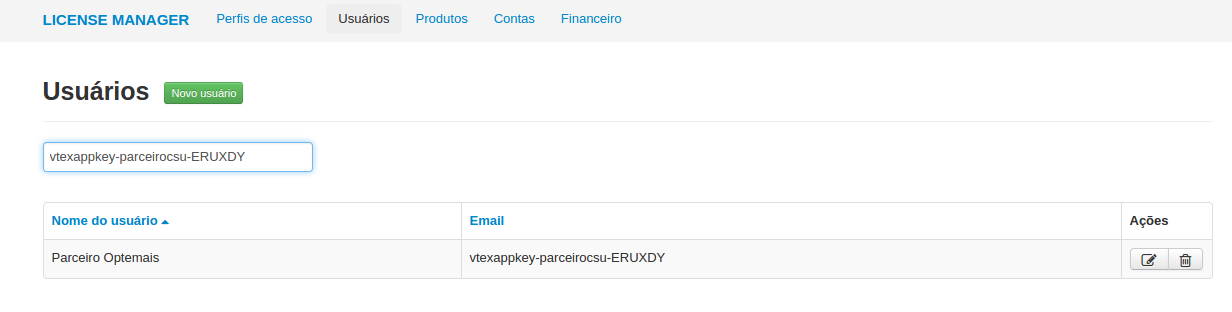 LICENSE MANAGER Perfis de acesso Usuários Produtos Contas Financeiro
Usuários Novo usuário
vtexappkey-parceirocsu-ERUXDY
Nome do usuário Email Ações
Parceiro Optemais vtexappkey-parceirocsu-ERUXDY